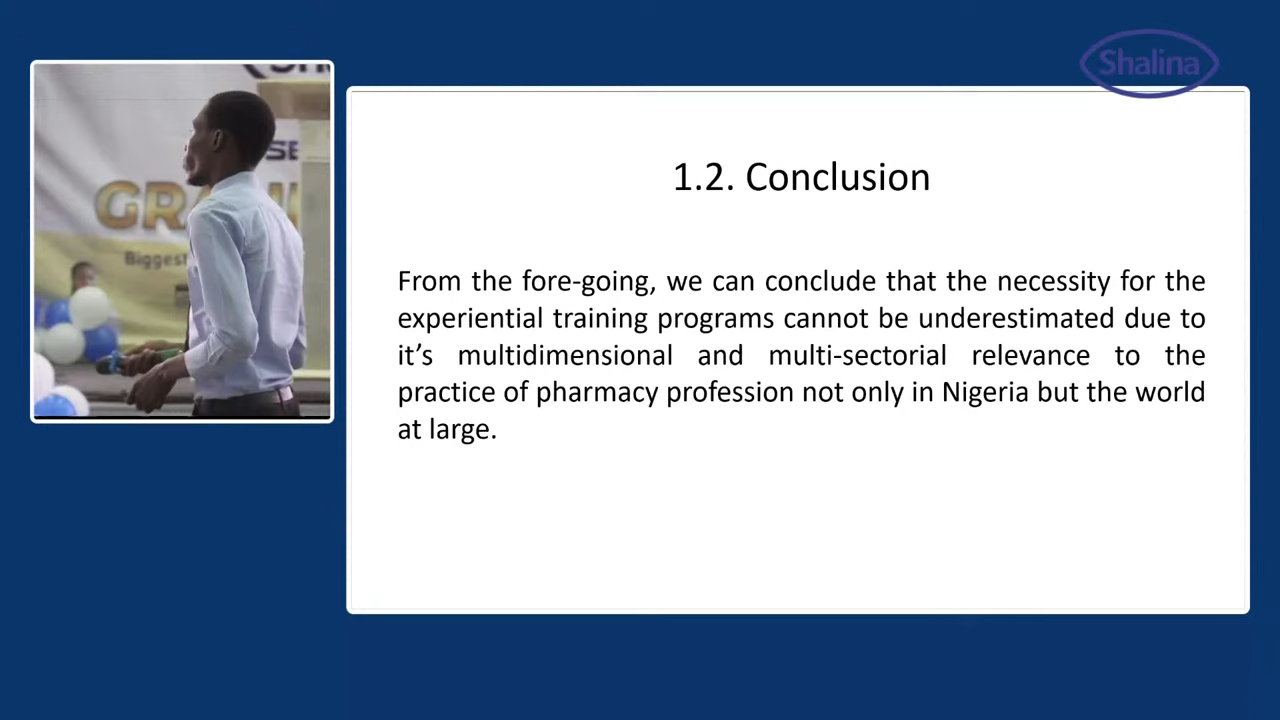 Shalina
GRAN
Biggest
1.2. Conclusion
From the fore-going, we can conclude that the necessity for the
experiential training programs cannot be underestimated due to
it’s multidimensional and multi-sectorial relevance to the
practice of pharmacy profession not only in Nigeria but the world
at large.